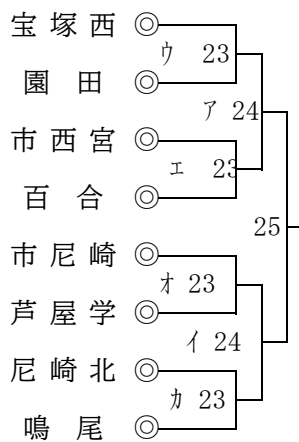 宝塚西 ◎
ウ 23
園田 ◎
ア 24
市西宮 ◎
エ 23
百合 ◎
25
市尼崎 ◎
オ 23
芦屋学 ◎
イ 24
尼崎北 ◎
カ 23
鳴尾 ◎